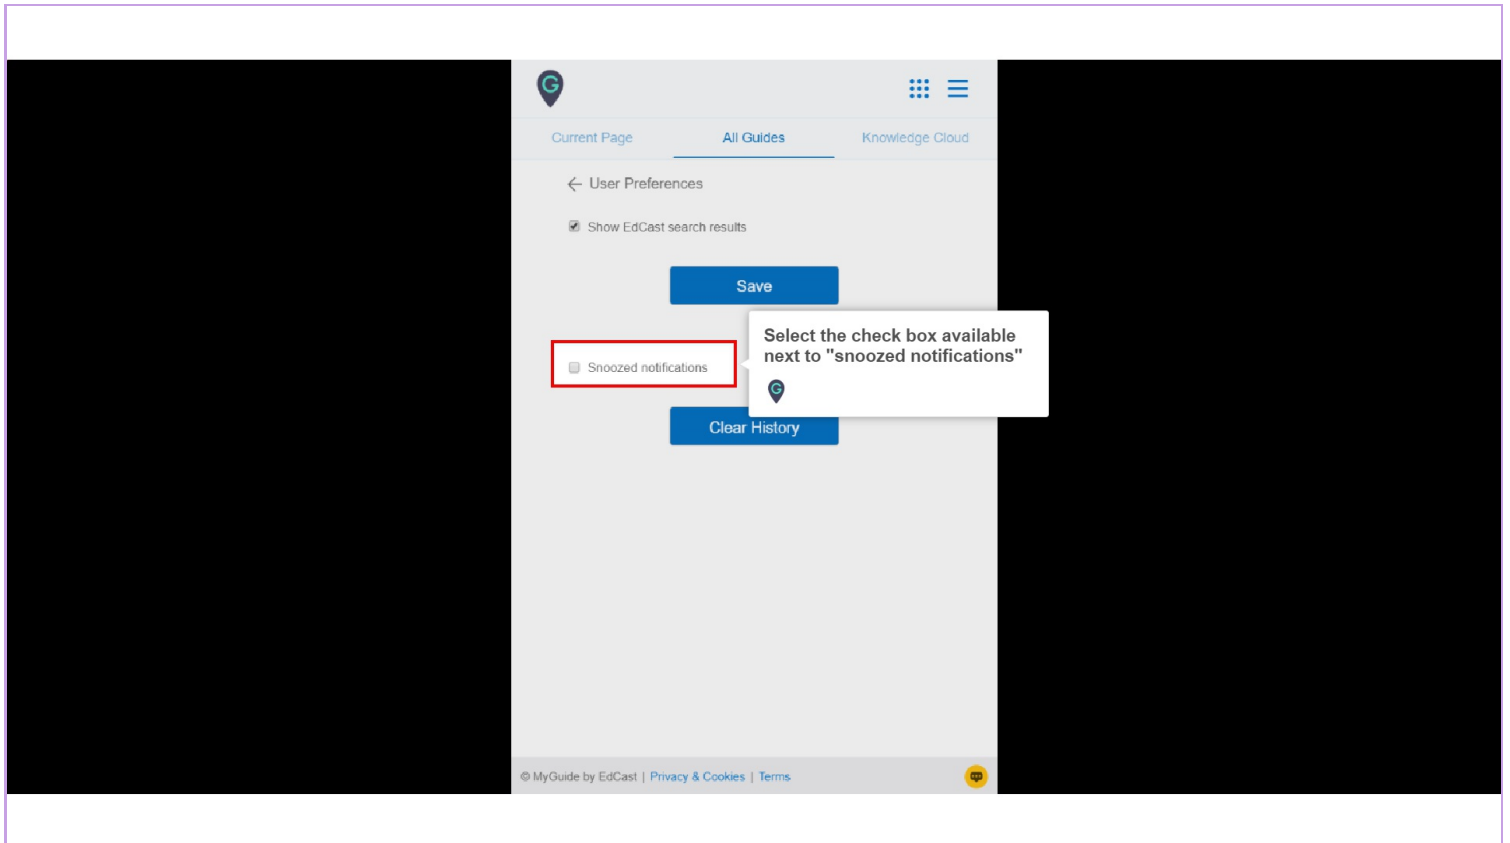 G
Current Page All Guides Knowledge Cloud
User Preferences
Show EdCast search results
Save
Select the check box available
next to "snoozed notifications"
G
Snoozed notifications
Clear History
© MyGuide by EdCast | Privacy & Cookies | Terms